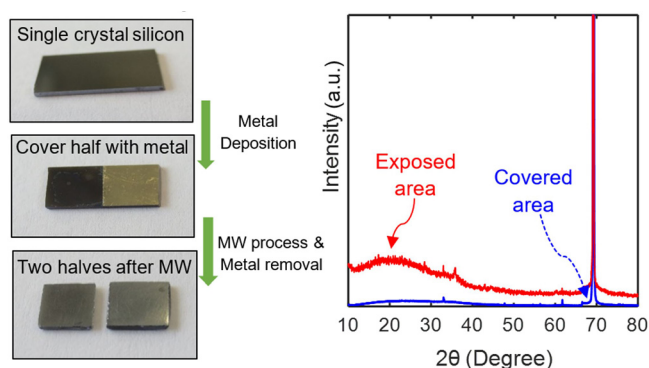 Single crystal silicon
Metal
Deposition
Cover half with metal
MW process &
Metal removal
Two halves after MW
Intensity (a.u.)
Exposed
area
Covered
area
10 20 30 40 50 60 70 80
2θ (Degree)